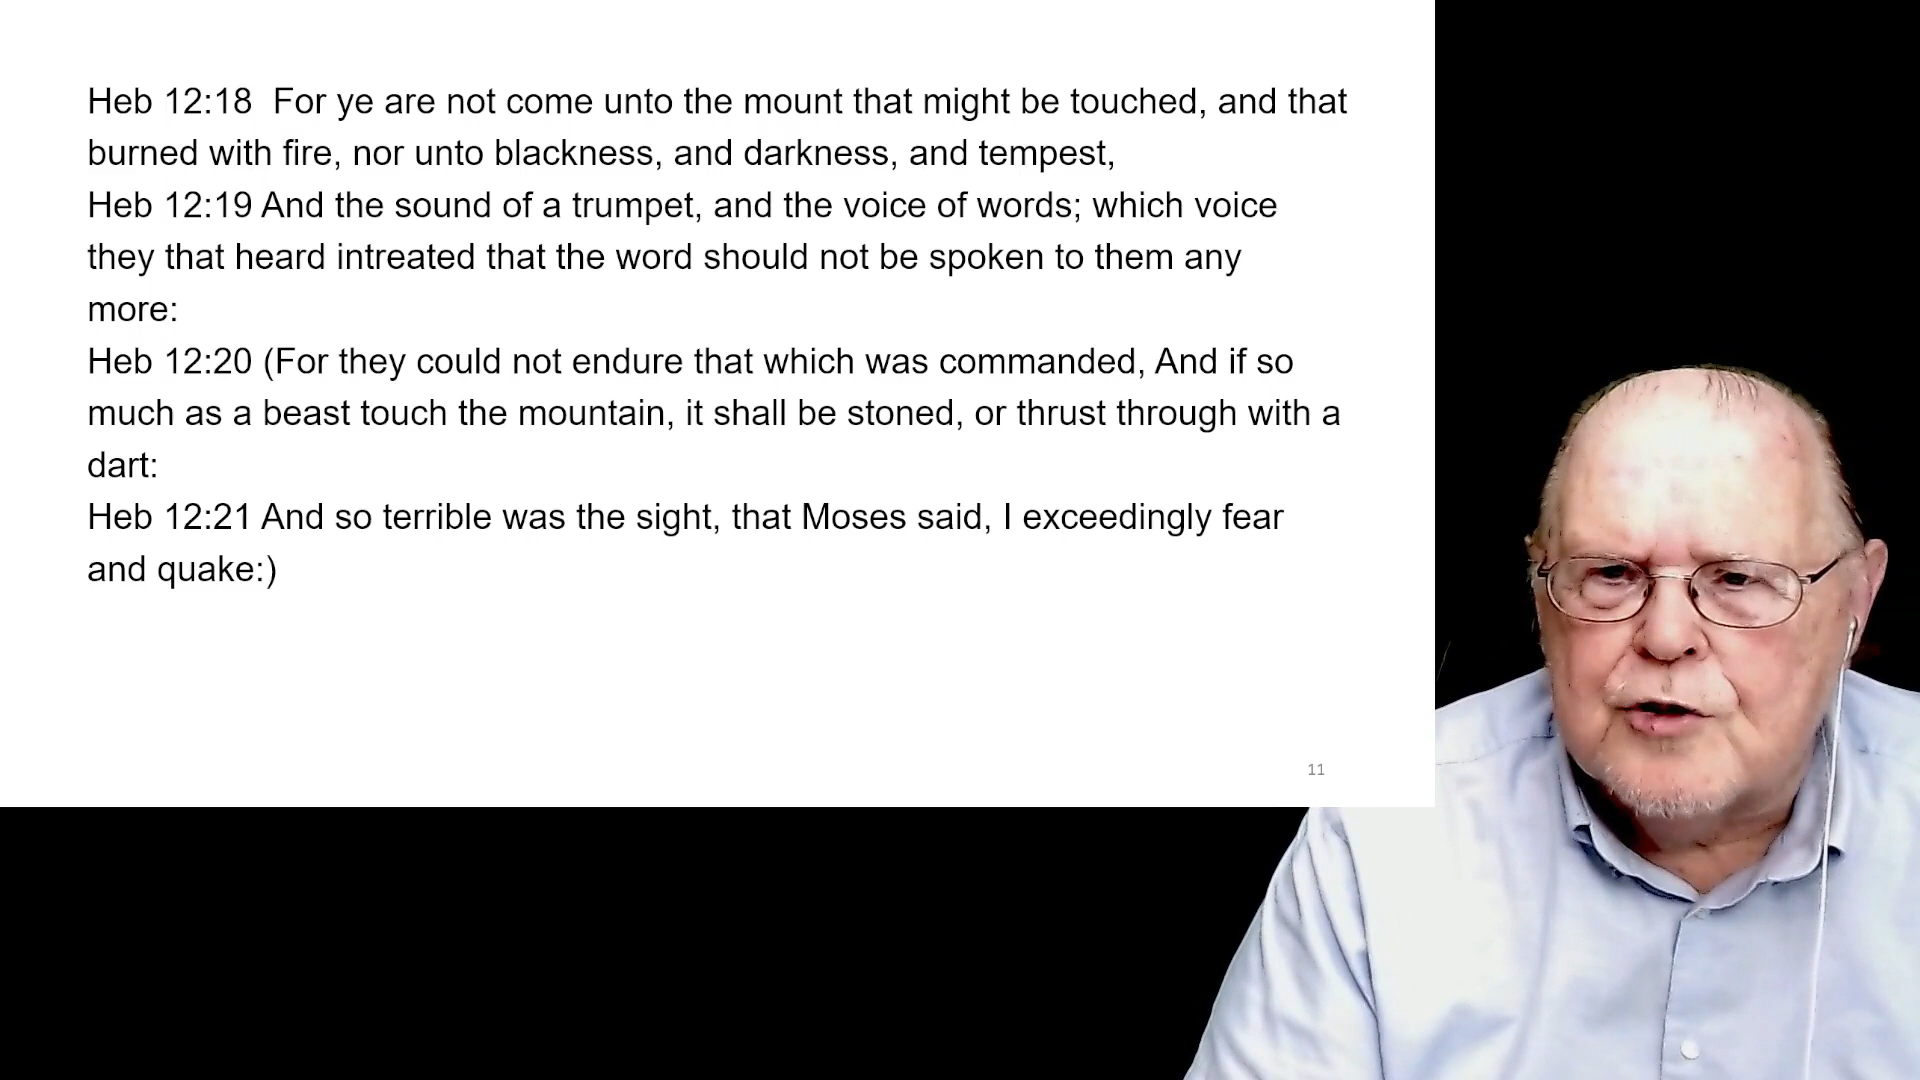 Heb 12:18  For ye are not come unto the mount that might be touched, and that
burned with fire, nor unto blackness, and darkness, and tempest,
Heb 12:19 And the sound of a trumpet, and the voice of words; which voice
they that heard intreated that the word should not be spoken to them any
more:
Heb 12:20 (For they could not endure that which was commanded, And if so
much as a beast touch the mountain, it shall be stoned, or thrust through with a
dart:
Heb 12:21 And so terrible was the sight, that Moses said, I exceedingly fear
and quake:)
11